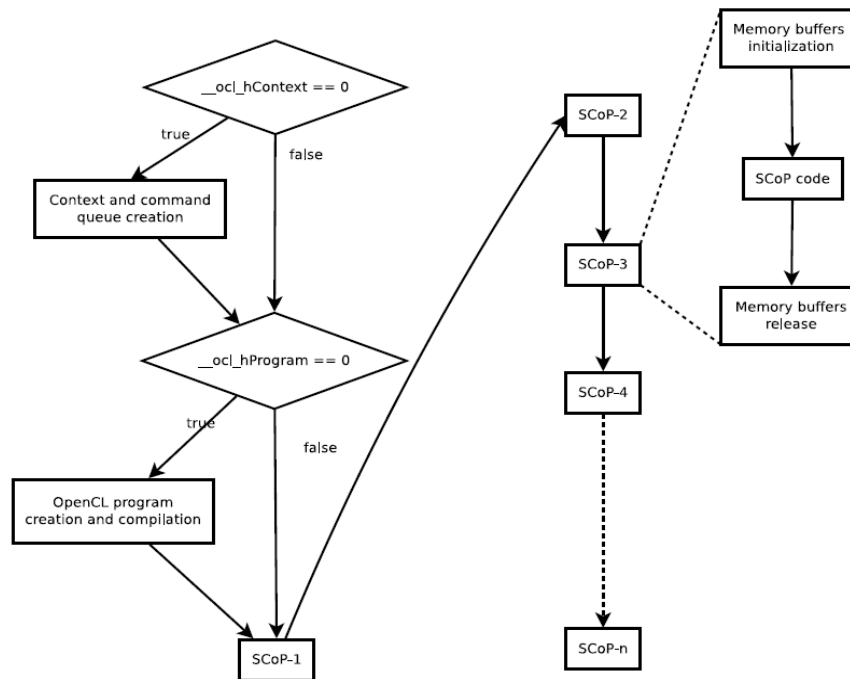 __ocl_hContext == 0
true
false
Context and command
queue creation
__ocl_hProgram == 0
true
false
OpenCL program
creation and compilation
SCoP-1
SCoP-2
SCoP-3
SCoP-4
SCoP-n
Memory buffers
initialization
SCoP code
Memory buffers
release